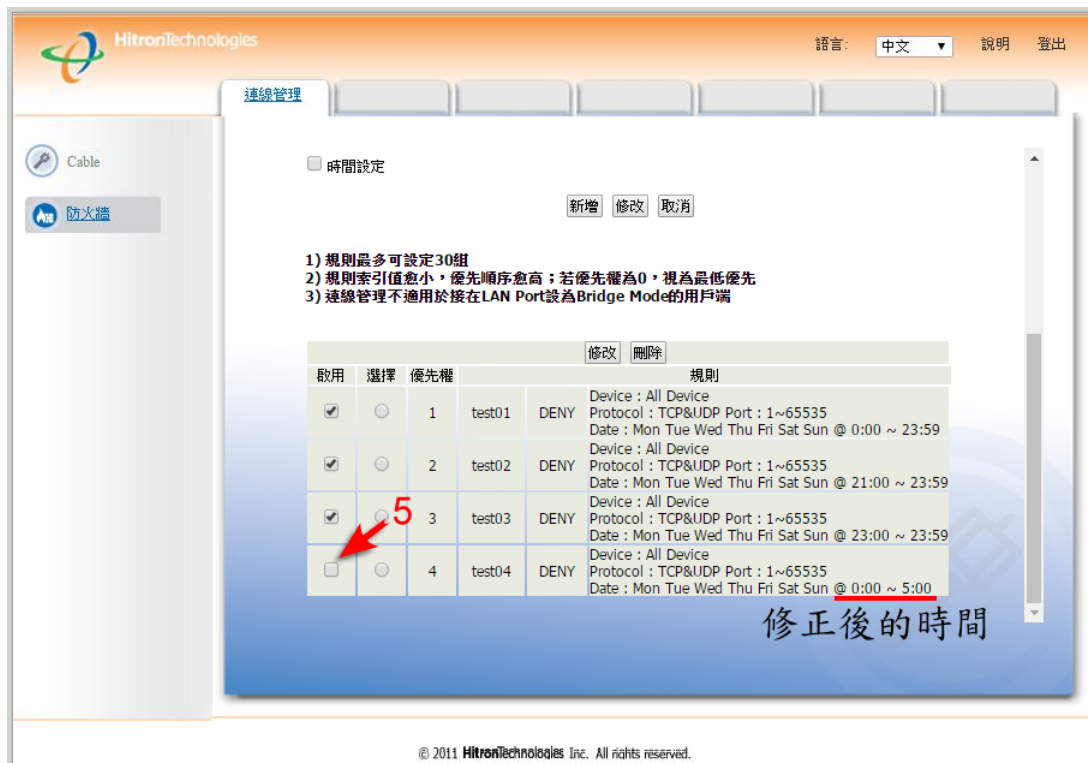 HitronTechnologies
語言: 中文 說明 登出
連線管理
Cable
防火牆
時間設定
新增 修改 取消
1) 規則最多可設定30組
2) 規則索引值愈小，優先順序愈高；若優先權為0，視為最低優先
3) 連線管理不適用於接在LAN Port設為Bridge Mode的用戶端
修改 刪除
啟用 選擇 優先權 規則
1 test01 DENY Device : All Device
Protocol : TCP&UDP Port : 1~65535
Date : Mon Tue Wed Thu Fri Sat Sun @ 0:00 ~ 23:59
2 test02 DENY Device : All Device
Protocol : TCP&UDP Port : 1~65535
Date : Mon Tue Wed Thu Fri Sat Sun @ 21:00 ~ 23:59
5
3 test03 DENY Device : All Device
Protocol : TCP&UDP Port : 1~65535
Date : Mon Tue Wed Thu Fri Sat Sun @ 23:00 ~ 23:59
4 test04 DENY Device : All Device
Protocol : TCP&UDP Port : 1~65535
Date : Mon Tue Wed Thu Fri Sat Sun @ 0:00 ~ 5:00
修正後的時間
© 2011 HitronTechnologies Inc. All rights reserved.